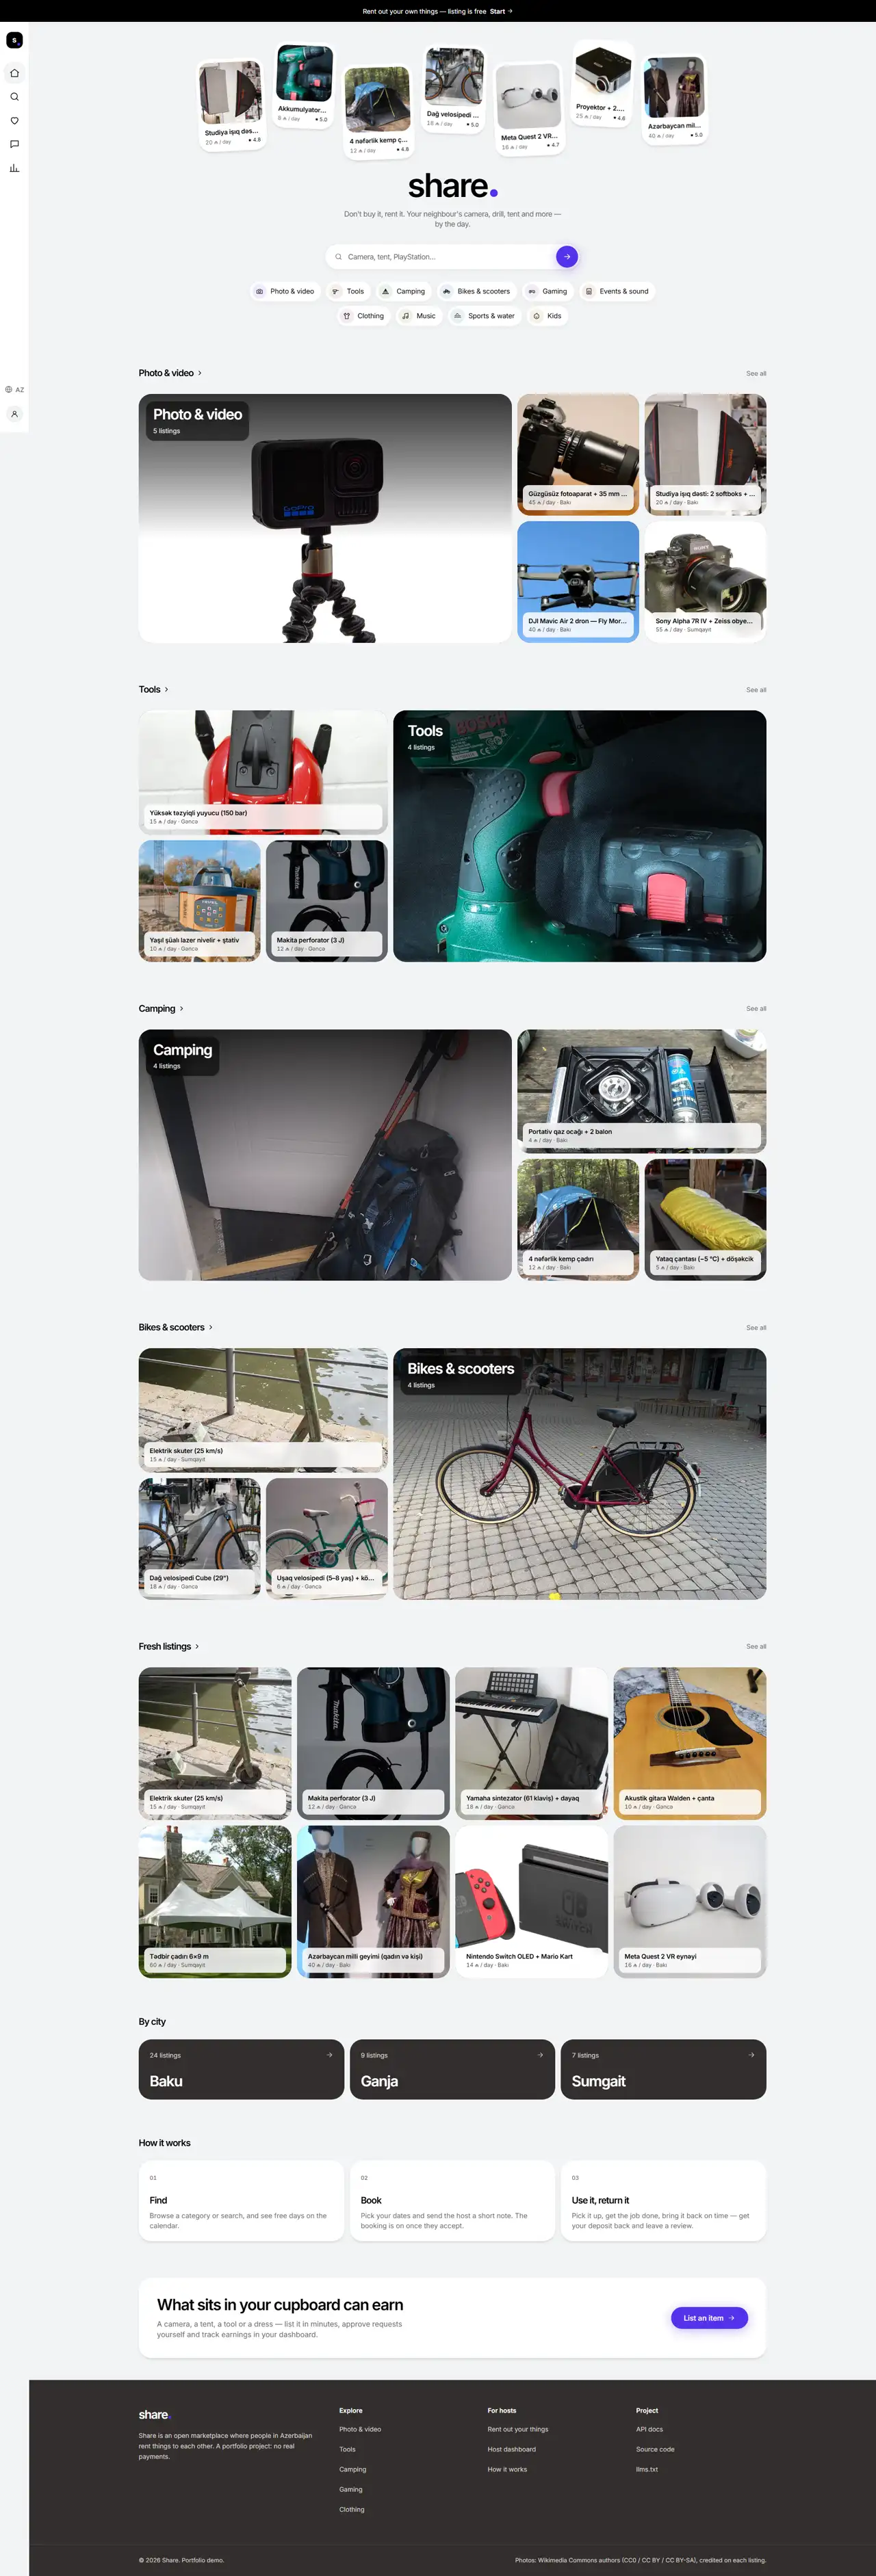 Rent out your own things — listing is free Start →
s
AZ
Studiya işıq dəs...
20 ₼ / day ★ 4.8
Akkumulyator...
8 ₼ / day ★ 5.0
4 nəfərlik kemp ç...
12 ₼ / day ★ 4.8
Dağ velosipedi ...
18 ₼ / day ★ 5.0
Meta Quest 2 VR...
16 ₼ / day ★ 4.7
Proyektor + 2....
25 ₼ / day ★ 4.6
Azərbaycan mil...
40 ₼ / day ★ 5.0
share.
Don't buy it, rent it. Your neighbour's camera, drill, tent and more —
by the day.
Camera, tent, PlayStation...
Photo & video
Tools
Camping
Bikes & scooters
Gaming
Events & sound
Clothing
Music
Sports & water
Kids
Photo & video
See all
Photo & video
5 listings
Güzgüsüz fotoaparat + 35 mm ...
45 ₼ / day · Bakı
Studiya işıq dəsti: 2 softboks + ...
20 ₼ / day · Bakı
DJI Mavic Air 2 dron — Fly Mor...
40 ₼ / day · Bakı
Sony Alpha 7R IV + Zeiss obye...
55 ₼ / day · Sumqayıt
Tools
See all
Yüksək təzyiqli yuyucu (150 bar)
15 ₼ / day · Gəncə
Yaşıl şüalı lazer nivelir + ştativ
10 ₼ / day · Gəncə
Makita perforator (3 J)
12 ₼ / day · Gəncə
BOSCH
Tools
4 listings
Camping
See all
Camping
4 listings
Portativ qaz ocağı + 2 balon
4 ₼ / day · Bakı
4 nəfərlik kemp çadırı
12 ₼ / day · Bakı
Yataq çantası (−5 °C) + döşəkcik
5 ₼ / day · Bakı
Bikes & scooters
See all
Elektrik skuter (25 km/s)
15 ₼ / day · Sumqayıt
Dağ velosipedi Cube (29")
18 ₼ / day · Gəncə
Uşaq velosipedi (5–8 yaş) + kö...
6 ₼ / day · Gəncə
Bikes & scooters
4 listings
Fresh listings
See all
Elektrik skuter (25 km/s)
15 ₼ / day · Sumqayıt
Makita perforator (3 J)
12 ₼ / day · Gəncə
Yamaha sintezator (61 klaviş) + dayaq
18 ₼ / day · Gəncə
Akustik gitara Walden + çanta
10 ₼ / day · Gəncə
Tədbir çadırı 6×9 m
60 ₼ / day · Sumqayıt
Azərbaycan milli geyimi (qadın və kişi)
40 ₼ / day · Bakı
Nintendo Switch OLED + Mario Kart
14 ₼ / day · Bakı
Meta Quest 2 VR eynəyi
16 ₼ / day · Bakı
By city
24 listings →
Baku
9 listings →
Ganja
7 listings →
Sumgait
How it works
01
Find
Browse a category or search, and see free days on the
calendar.
02
Book
Pick your dates and send the host a short note. The
booking is on once they accept.
03
Use it, return it
Pick it up, get the job done, bring it back on time — get
your deposit back and leave a review.
What sits in your cupboard can earn
A camera, a tent, a tool or a dress — list it in minutes, approve requests
yourself and track earnings in your dashboard.
List an item →
share.
Share is an open marketplace where people in Azerbaijan
rent things to each other. A portfolio project: no real
payments.
Explore
Photo & video
Tools
Camping
Gaming
Clothing
For hosts
Rent out your things
Host dashboard
How it works
Project
API docs
Source code
llms.txt
© 2026 Share. Portfolio demo.
Photos: Wikimedia Commons authors (CC0 / CC BY / CC BY-SA), credited on each listing.